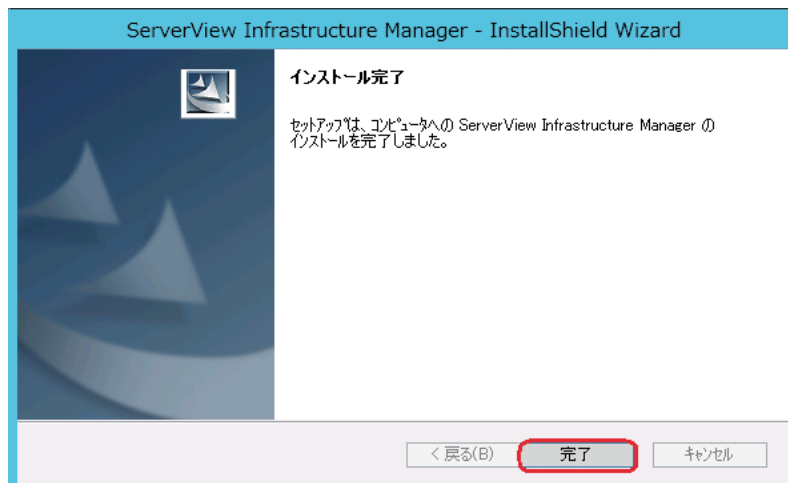 ServerView Infrastructure Manager - InstallShield Wizard
インストール完了
セットアップは、コンピュータへの ServerView Infrastructure Manager の
インストールを完了しました。
< 戻る(B) 完了 キャンセル